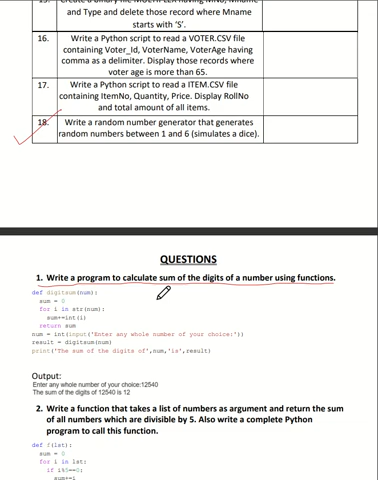 15. Create a binary file MULTIPLEX having MNo, Mname
and Type and delete those record where Mname
starts with ‘S’.
16. Write a Python script to read a VOTER.CSV file
containing Voter_Id, VoterName, VoterAge having
comma as a delimiter. Display those records where
voter age is more than 65.
17. Write a Python script to read a ITEM.CSV file
containing ItemNo, Quantity, Price. Display RollNo
and total amount of all items.
18. Write a random number generator that generates
random numbers between 1 and 6 (simulates a dice).
QUESTIONS
1. Write a program to calculate sum of the digits of a number using functions.
def digitsum(num):
sum = 0
for i in str(num):
sum+=int(i)
return sum
num = int(input('Enter any whole number of your choice:'))
result = digitsum(num)
print('The sum of the digits of',num,'is',result)
Output:
Enter any whole number of your choice:12540
The sum of the digits of 12540 is 12
2. Write a function that takes a list of numbers as argument and return the sum
of all numbers which are divisible by 5. Also write a complete Python
program to call this function.
def f(lst):
sum = 0
for i in lst:
if i%5==0:
sum+=i